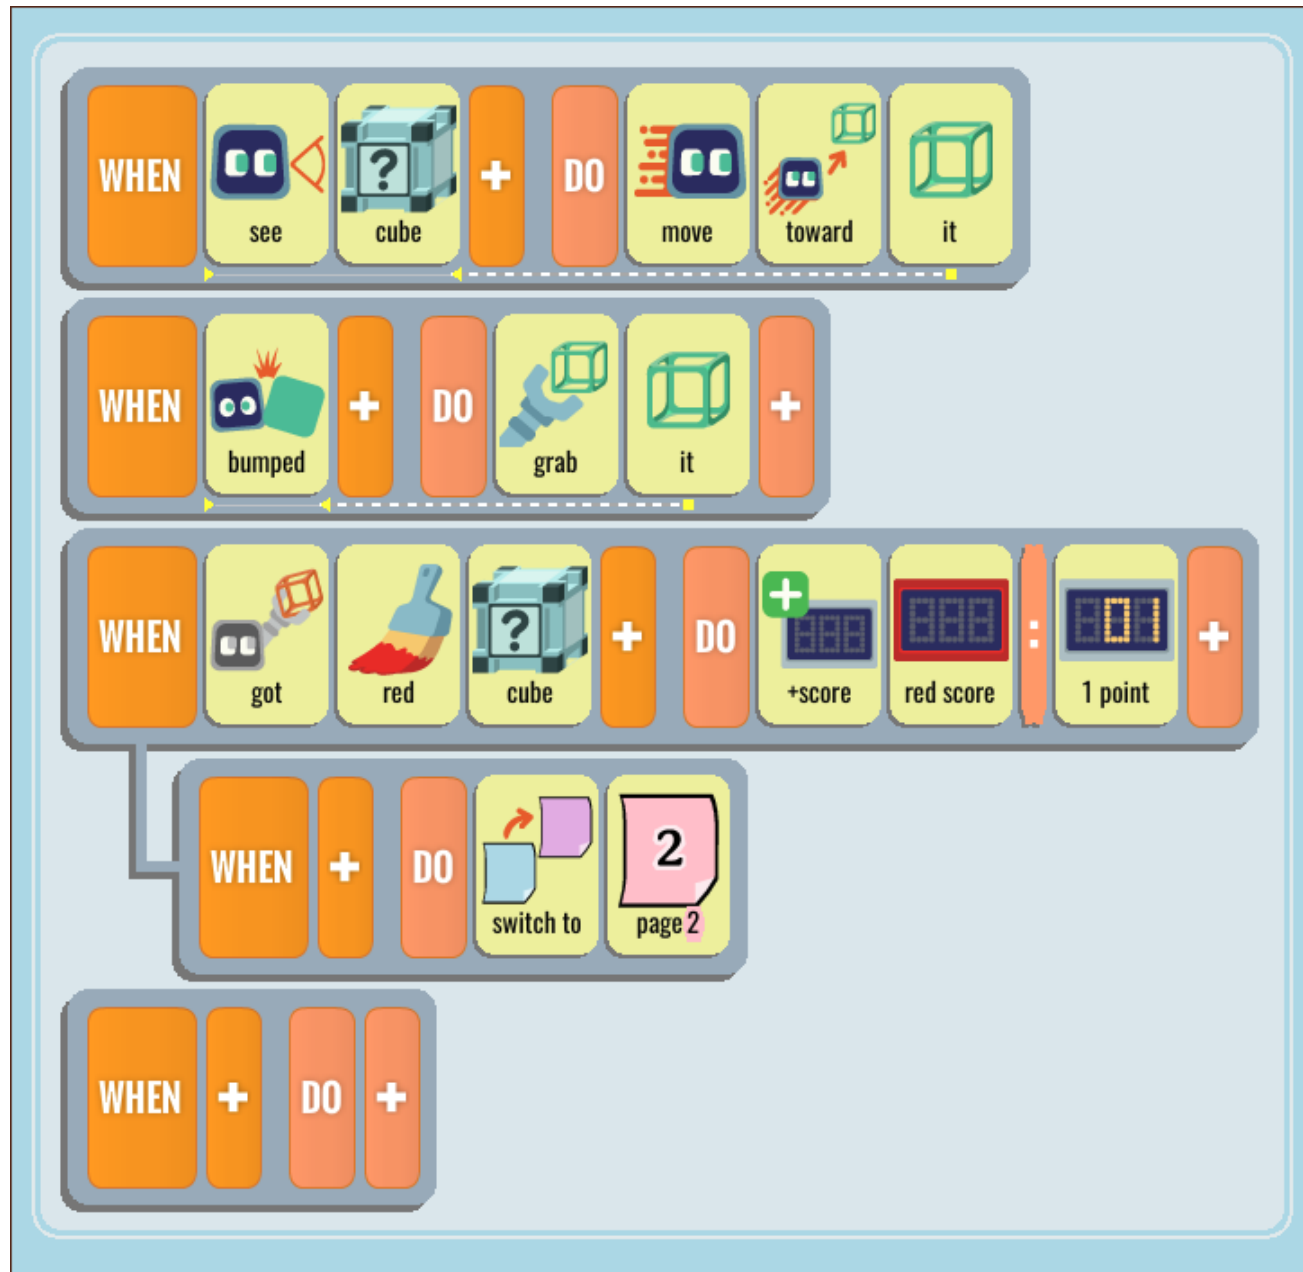 WHEN see ? cube + DO move toward it
WHEN bumped + DO grab it +
WHEN got red ? cube + DO + +score red score : 01 1 point +
WHEN + DO switch to 2 page 2
WHEN + DO +